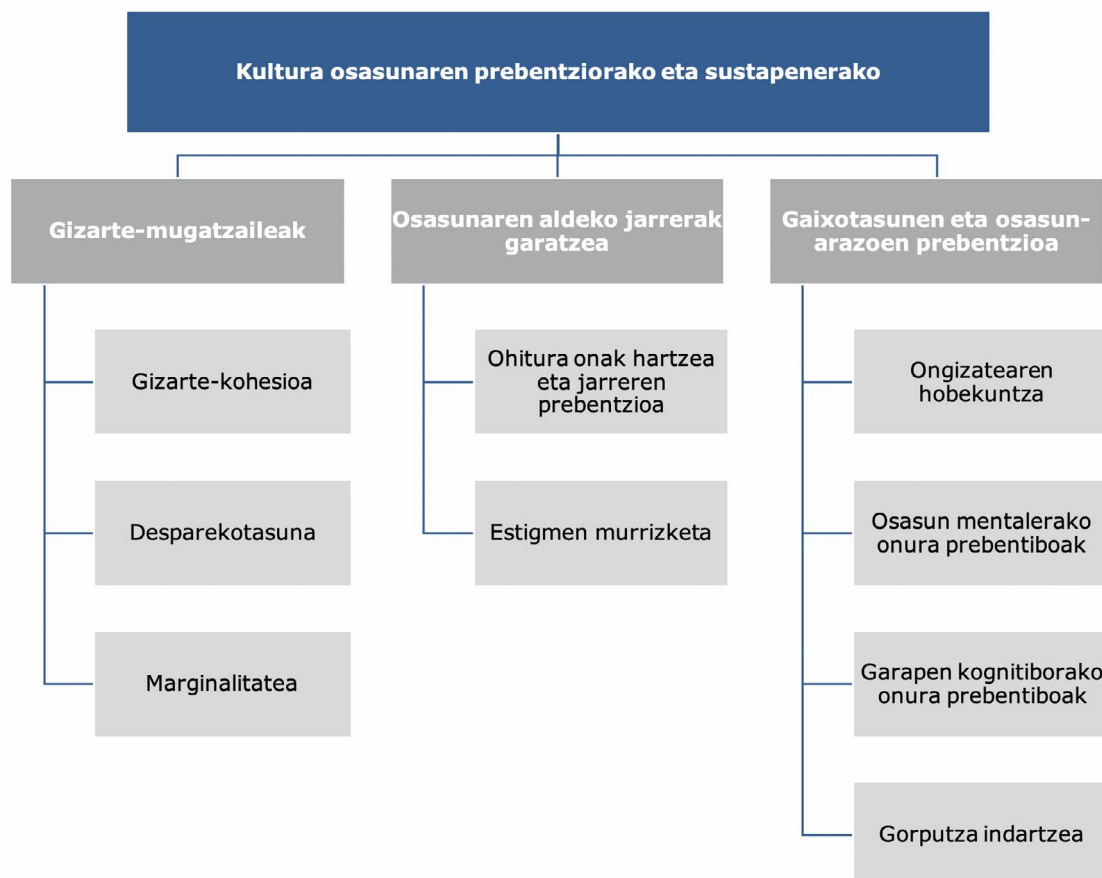 Kultura osasunaren prebentziorako eta sustapenerako
Gizarte-mugatzaileak
Gizarte-kohesioa
Desparekotasuna
Marginalitatea
Osasunaren aldeko jarrerak
garatzea
Ohitura onak hartzea
eta jarreren
prebentzioa
Estigmen murrizketa
Gaixotasunen eta osasun-
arazoen prebentzioa
Ongizatearen
hobekuntza
Osasun mentalerako
onura prebentiboak
Garapen kognitiborako
onura prebentiboak
Gorputza indartzea